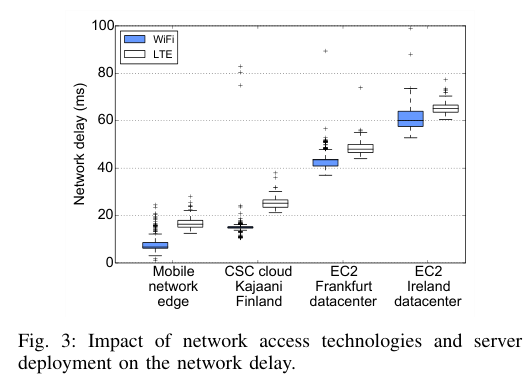 100
80
60
40
20
0
Network delay (ms)
WiFi
LTE
Mobile
network
edge
CSC cloud
Kajaani
Finland
EC2
Frankfurt
datacenter
EC2
Ireland
datacenter
Fig. 3: Impact of network access technologies and server
deployment on the network delay.